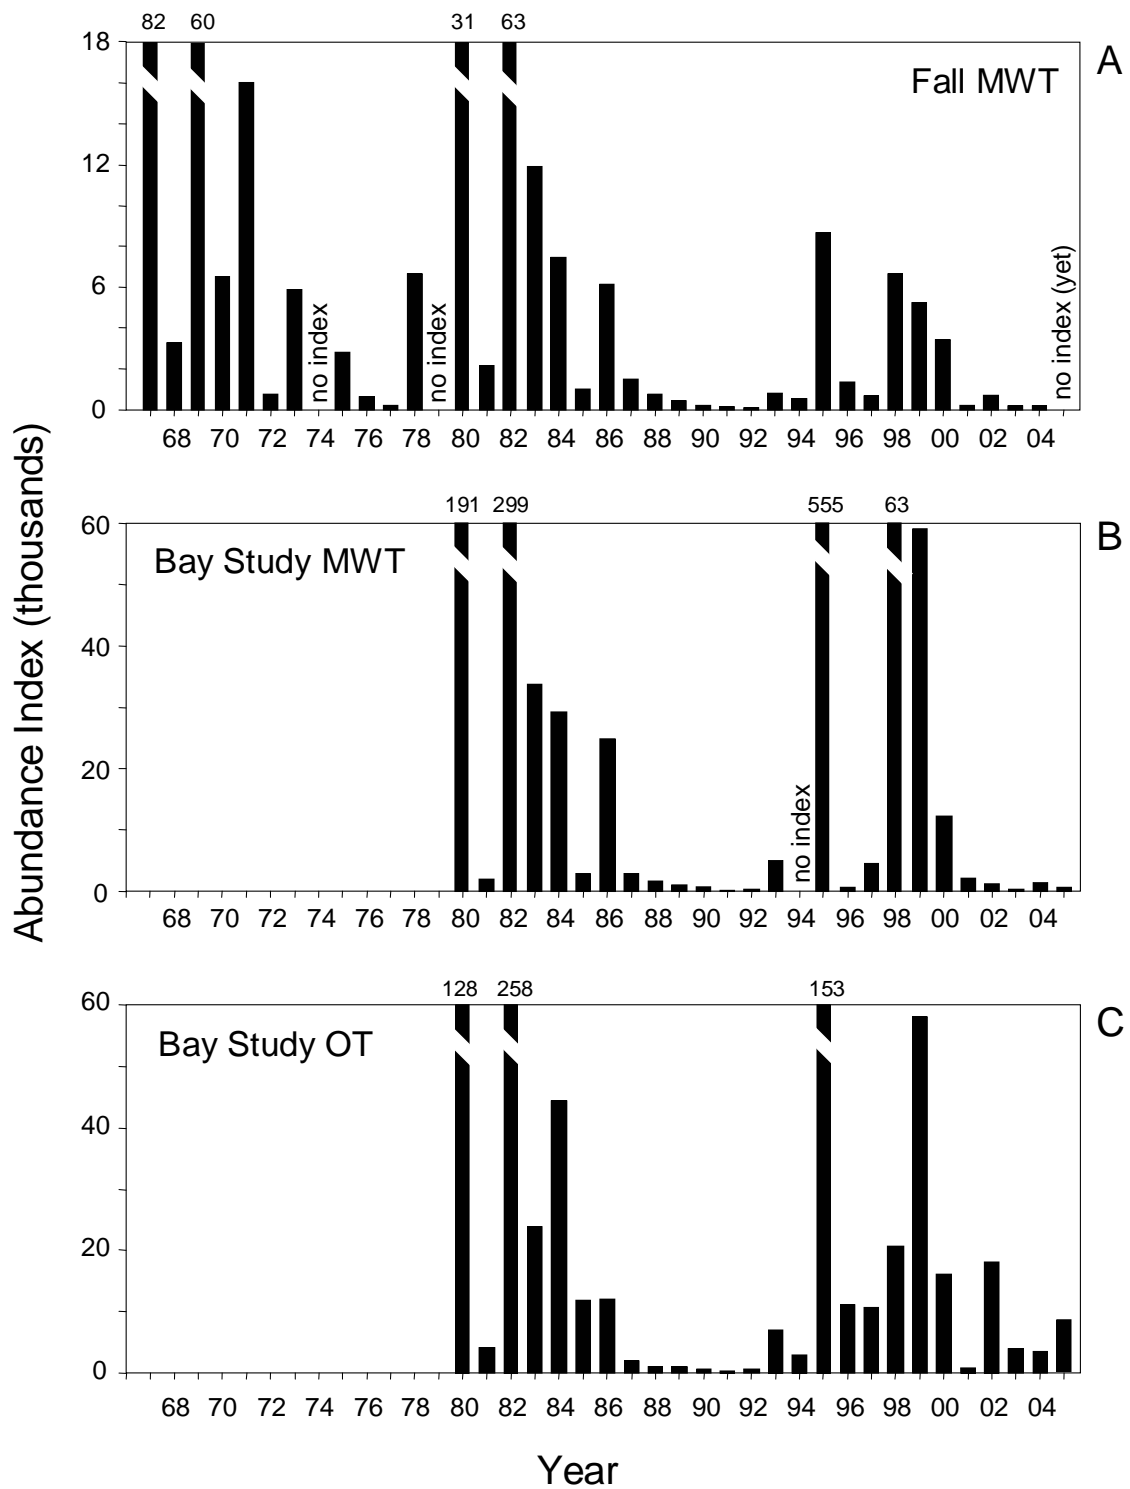 82 60 31 63
18
A
Fall MWT
12
6
no index
no index
no index (yet)
0
68 70 72 74 76 78 80 82 84 86 88 90 92 94 96 98 00 02 04
Abundance Index (thousands)
191 299 555 63
60
B
Bay Study MWT
40
20
no index
0
68 70 72 74 76 78 80 82 84 86 88 90 92 94 96 98 00 02 04
128 258 153
60
C
Bay Study OT
40
20
0
68 70 72 74 76 78 80 82 84 86 88 90 92 94 96 98 00 02 04
Year